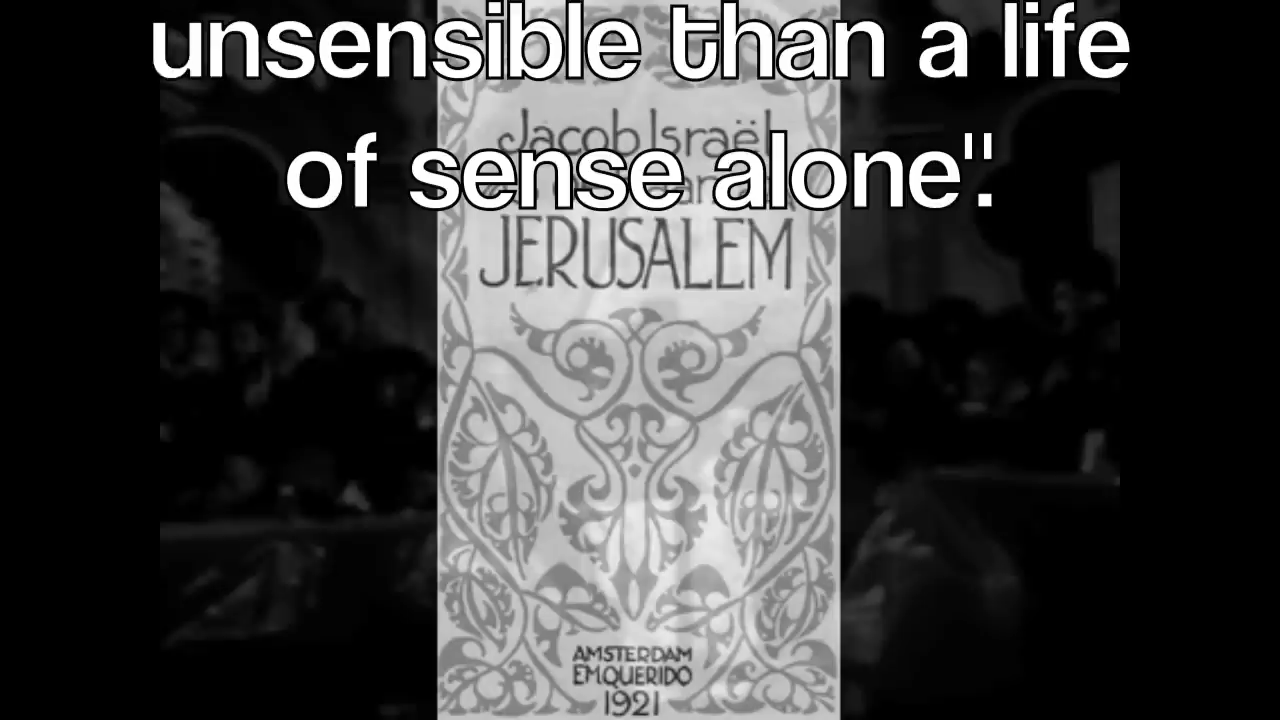 unsensible than a life
of sense alone".
Jacob Israël
JERUSALEM
AMSTERDAM
EM.QUERIDO
1921